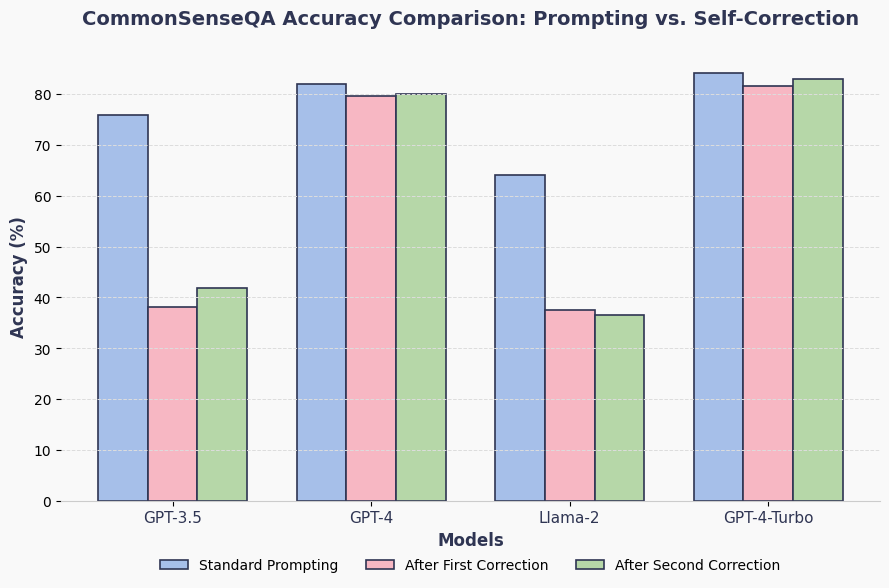 CommonSenseQA Accuracy Comparison: Prompting vs. Self-Correction
Accuracy (%)
80
70
60
50
40
30
20
10
0
GPT-3.5
GPT-4
Llama-2
GPT-4-Turbo
Models
Standard Prompting
After First Correction
After Second Correction